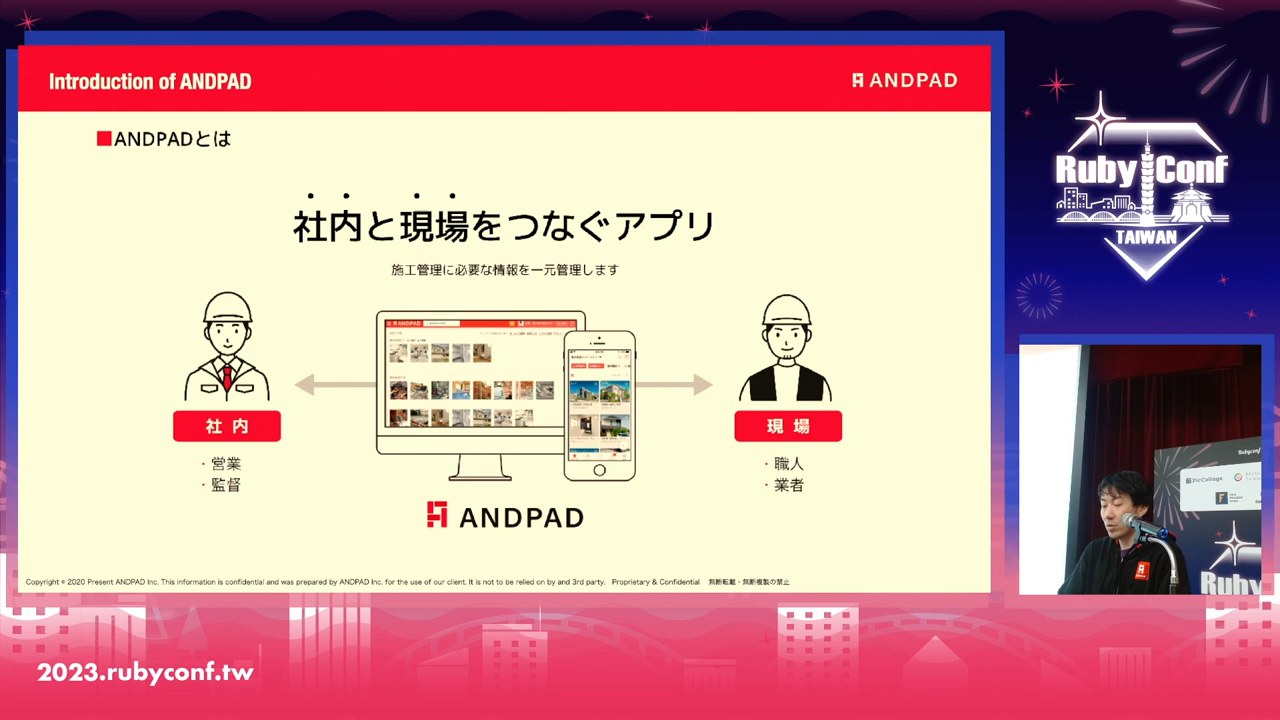 Introduction of ANDPAD
ANDPAD
■ANDPADとは
社内と現場をつなぐアプリ
施工管理に必要な情報を一元管理します
ANDPAD
社内
・営業
・監督
現場
・職人
・業者
ANDPAD
Copyright © 2020 Present ANDPAD Inc. This information is confidential and was prepared by ANDPAD Inc. for the use of our client. It is not to be relied on by and 3rd party. Proprietary & Confidential 無断転載・無断複製の禁止
RubyConf
TAIWAN
Rubyconf
PicCollage
Rubyc
2023.rubyconf.tw